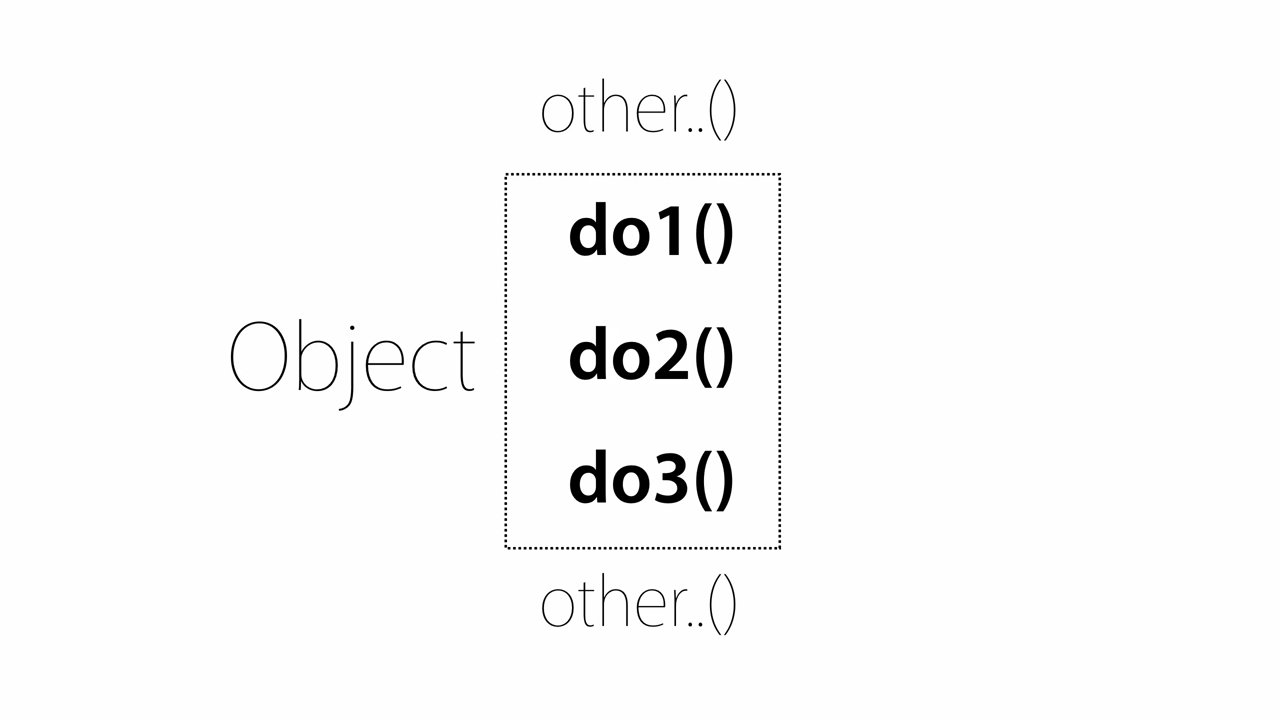 other..()
do1()
Object
do2()
do3()
other..()